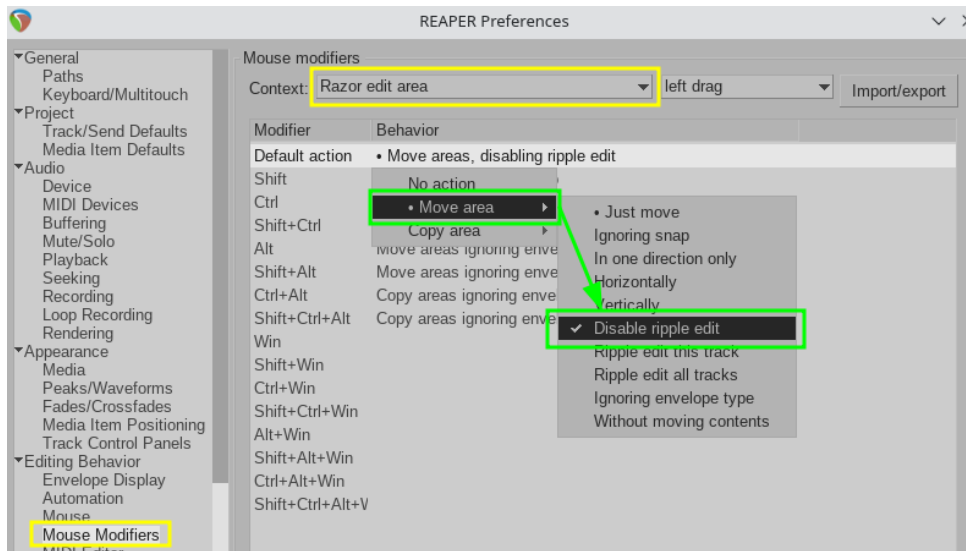 REAPER Preferences
General
Paths
Keyboard/Multitouch
Project
Track/Send Defaults
Media Item Defaults
Audio
Device
MIDI Devices
Buffering
Mute/Solo
Playback
Seeking
Recording
Loop Recording
Rendering
Appearance
Media
Peaks/Waveforms
Fades/Crossfades
Media Item Positioning
Track Control Panels
Editing Behavior
Envelope Display
Automation
Mouse
Mouse Modifiers
MIDI Editor
Mouse modifiers
Context: Razor edit area left drag Import/export
Modifier Behavior
Default action • Move areas, disabling ripple edit
Shift
Ctrl
Shift+Ctrl
Alt Move areas ignoring enve
Shift+Alt Move areas ignoring enve
Ctrl+Alt Copy areas ignoring enve
Shift+Ctrl+Alt Copy areas ignoring enve
Win
Shift+Win
Ctrl+Win
Shift+Ctrl+Win
Alt+Win
Shift+Alt+Win
Ctrl+Alt+Win
Shift+Ctrl+Alt+W
No action
• Move area
Copy area
• Just move
Ignoring snap
In one direction only
Horizontally
Vertically
Disable ripple edit
Ripple edit this track
Ripple edit all tracks
Ignoring envelope type
Without moving contents